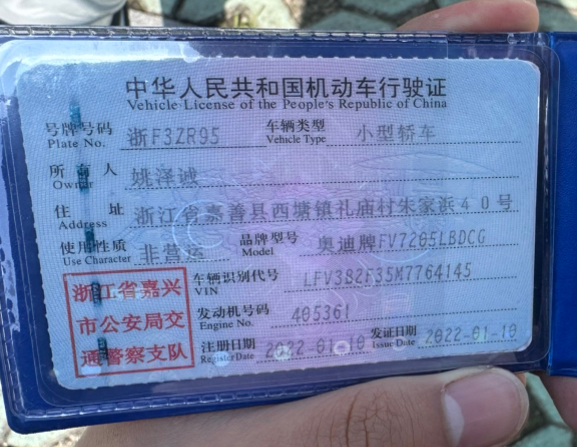 中华人民共和国机动车行驶证
Vehicle License of the People's Republic of China
号牌号码 Plate No. 浙F3ZR95 车辆类型 Vehicle Type 小型轿车
所有人 Owner 姚泽诚
住址 Address 浙江省嘉善县西塘镇礼庙村朱家浜40号
使用性质 Use Character 非营运 品牌型号 Model 奥迪牌FV7205LBDCG
车辆识别代号 VIN LFV3B2F35M7764145
发动机号码 Engine No. 405361
注册日期 Register Date 2022-01-10 发证日期 Issue Date 2022-01-10
浙江省嘉兴
市公安局交
通警察支队